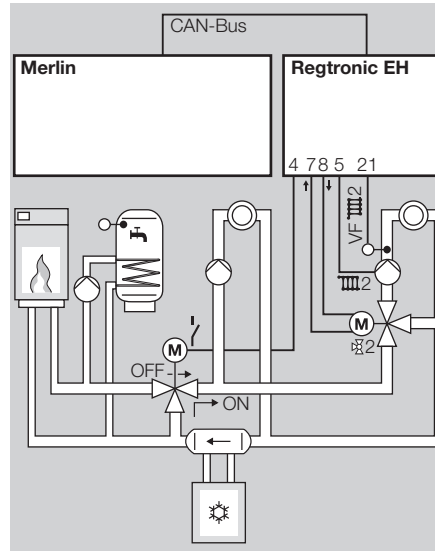 CAN-Bus
Merlin
Regtronic EH
4 7 8 5 21
2
VF
2
M
M
2
OFF
ON